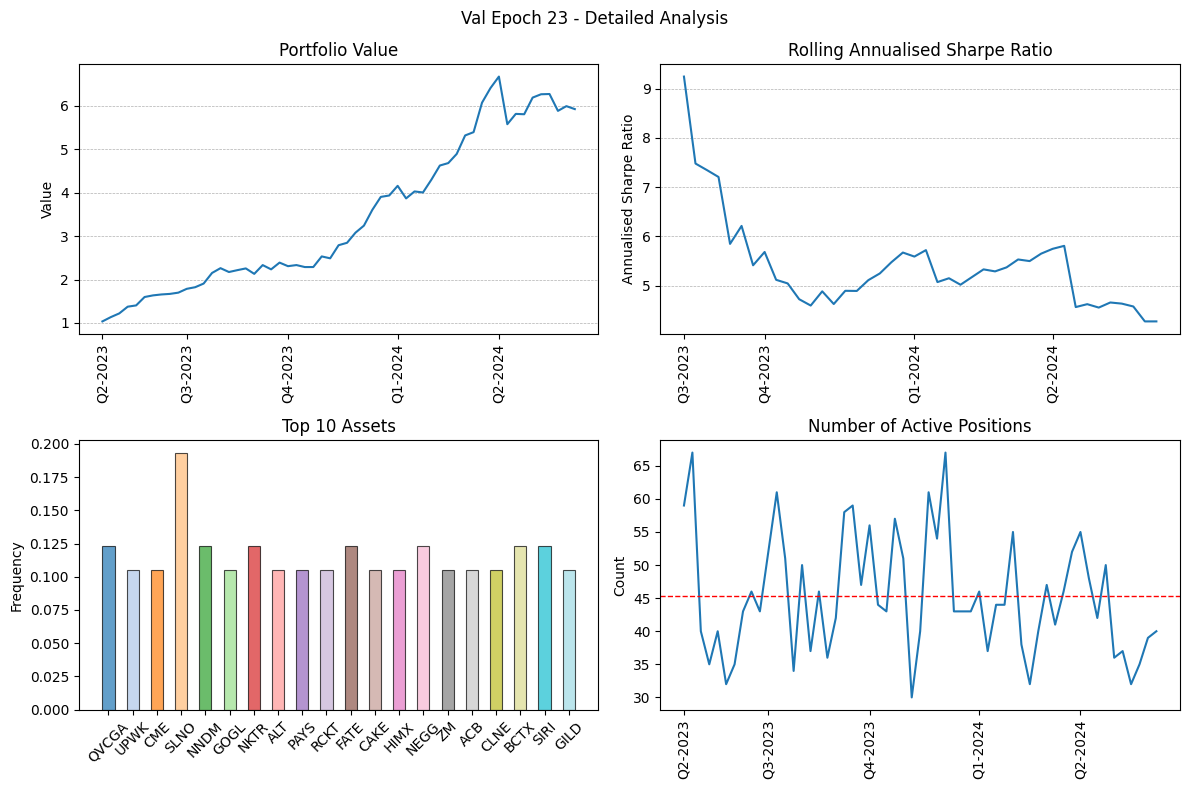 Val Epoch 23 - Detailed Analysis
Portfolio Value
Value
6
5
4
3
2
1
Q2-2023
Q3-2023
Q4-2023
Q1-2024
Q2-2024
Rolling Annualised Sharpe Ratio
Annualised Sharpe Ratio
9
8
7
6
5
Q3-2023
Q4-2023
Q1-2024
Q2-2024
Top 10 Assets
Frequency
0.200
0.175
0.150
0.125
0.100
0.075
0.050
0.025
0.000
QVCGA
UPWK
CME
SLNO
NNDM
GOGL
NKTR
ALT
PAYS
RCKT
FATE
CAKE
HIMX
NEGG
ZM
ACB
CLNE
BCTX
SIRI
GILD
Number of Active Positions
Count
65
60
55
50
45
40
35
30
Q2-2023
Q3-2023
Q4-2023
Q1-2024
Q2-2024